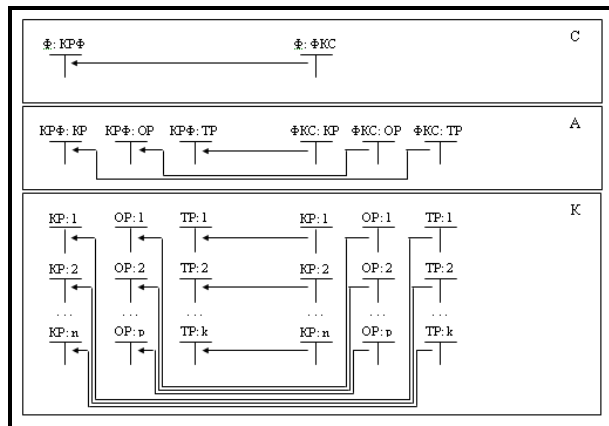 С
Ф: КРФ Ф: ФКС
А
КРФ: КР КРФ: ОР КРФ: ТР ФКС: КР ФКС: ОР ФКС: ТР
К
КР: 1 ОР: 1 ТР: 1 КР: 1 ОР: 1 ТР: 1
КР: 2 ОР: 2 ТР: 2 КР: 2 ОР: 2 ТР: 2
... ... ... ... ... ...
КР: n ОР: p ТР: k КР: n ОР: p ТР: k